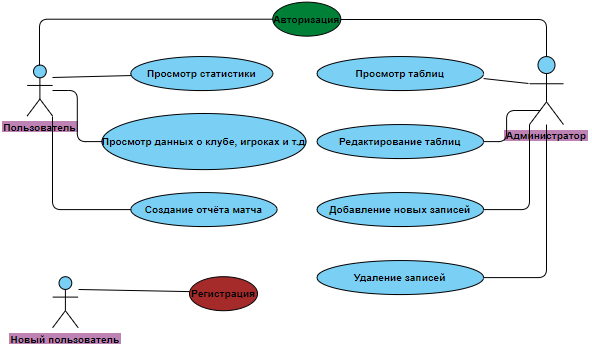 Авторизация
Просмотр статистики
Просмотр таблиц
Пользователь
Администратор
Просмотр данных о клубе, игроках и т.д
Редактирование таблиц
Создание отчёта матча
Добавление новых записей
Удаление записей
Регистрация
Новый пользователь